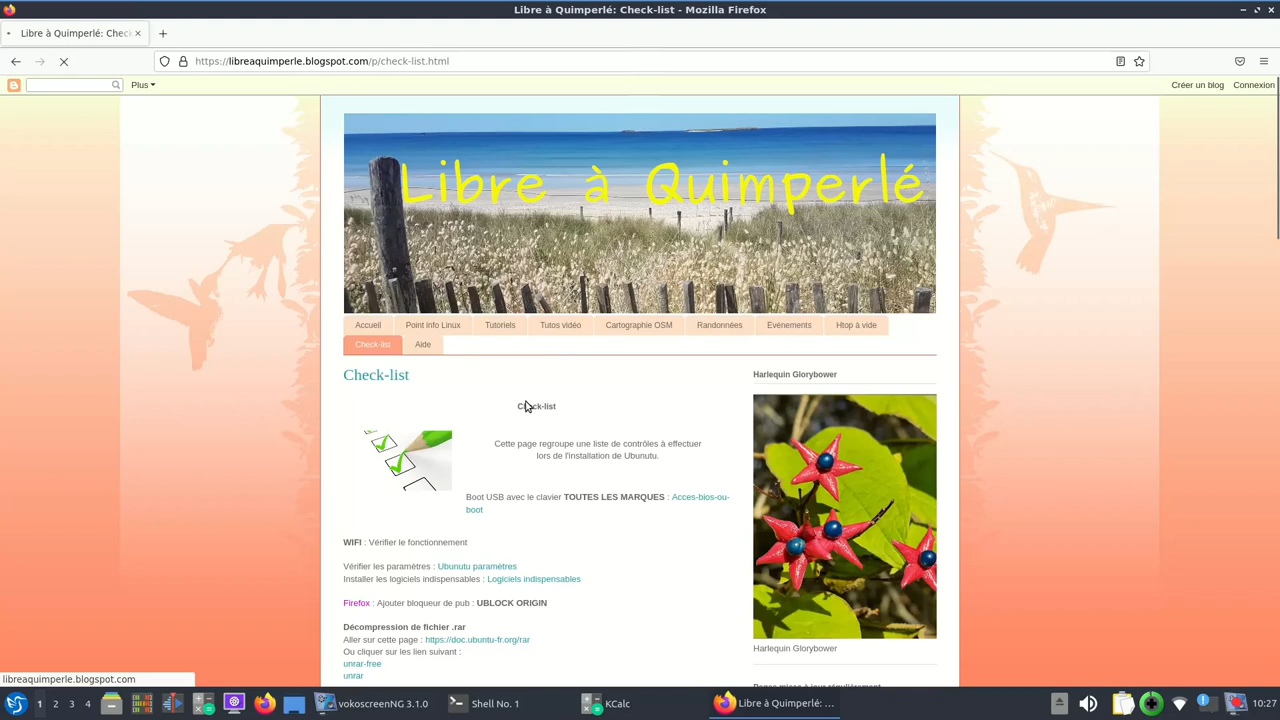 Libre à Quimperlé: Check-list - Mozilla Firefox
Libre à Quimperlé: Chec
https://libreaquimperle.blogspot.com/p/check-list.html
Plus
Créer un blog
Connexion
Libre à Quimperlé
Accueil
Point info Linux
Tutoriels
Tutos vidéo
Cartographie OSM
Randonnées
Evénements
Htop à vide
Check-list
Aide
Check-list
Check-list
Cette page regroupe une liste de contrôles à effectuer
lors de l'installation de Ubunutu.
Boot USB avec le clavier TOUTES LES MARQUES : Acces-bios-ou-
boot
WIFI : Vérifier le fonctionnement
Vérifier les paramètres : Ubunutu paramètres
Installer les logiciels indispensables : Logiciels indispensables
Firefox : Ajouter bloqueur de pub : UBLOCK ORIGIN
Décompression de fichier .rar
Aller sur cette page : https://doc.ubuntu-fr.org/rar
Ou cliquer sur les lien suivant :
unrar-free
unrar
Harlequin Glorybower
Harlequin Glorybower
Pages mises à jour régulièrement
libreaquimperle.blogspot.com
1 2 3 4
vokoscreenNG 3.1.0
Shell No. 1
KCalc
Libre à Quimperlé: ...
10:27